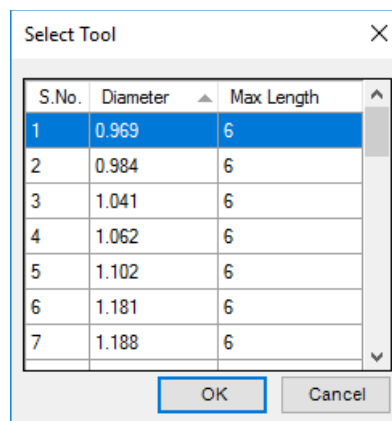 Select Tool
S.No. Diameter Max Length
1 0.969 6
2 0.984 6
3 1.041 6
4 1.062 6
5 1.102 6
6 1.181 6
7 1.188 6
OK Cancel